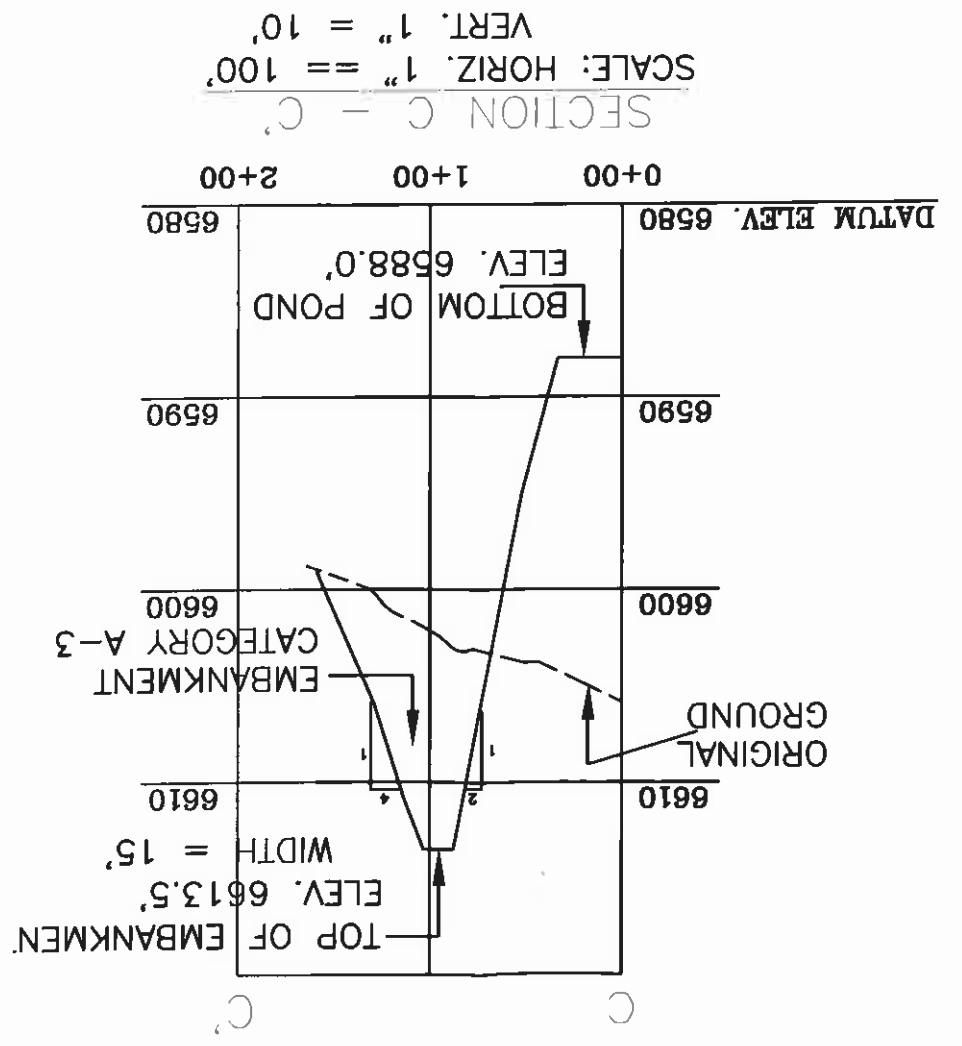 C
C'
TOP OF EMBANKMEN
ELEV. 6613.5'
WIDTH = 15'
6610
6610
2
4
1
1
ORIGINAL
GROUND
EMBANKMENT
CATEGORY A-3
6600
6600
6590
6590
BOTTOM OF POND
ELEV. 6588.0'
DATUM ELEV. 6580
6580
0+00
1+00
2+00
SECTION C - C'
SCALE: HORIZ. 1" == 100'
VERT. 1" = 10'